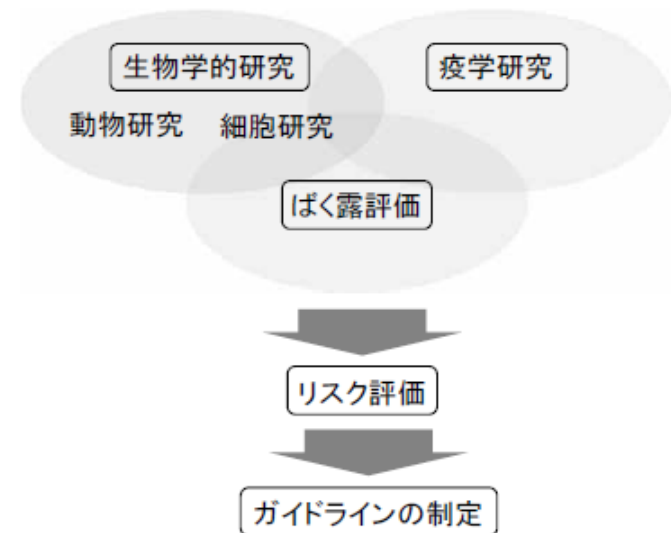 生物学的研究
疫学研究
動物研究 細胞研究
ばく露評価
リスク評価
ガイドラインの制定